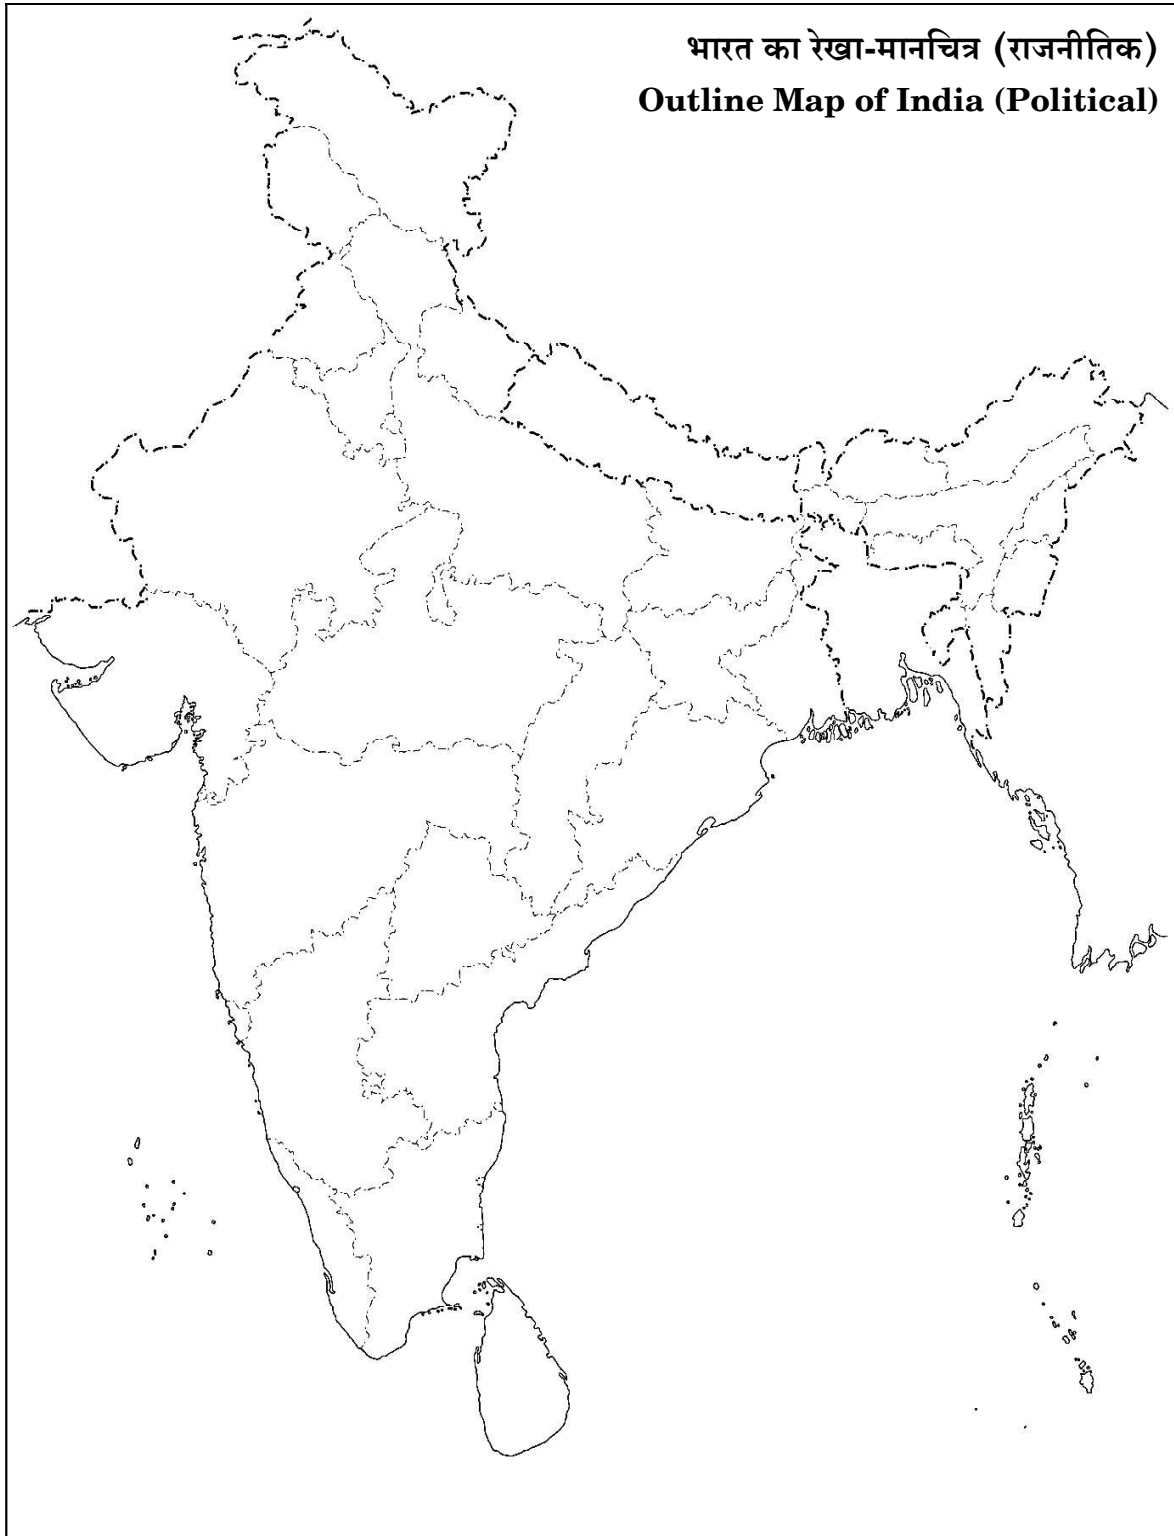 भारत का रेखा-मानचित्र (राजनीतिक)
Outline Map of India (Political)